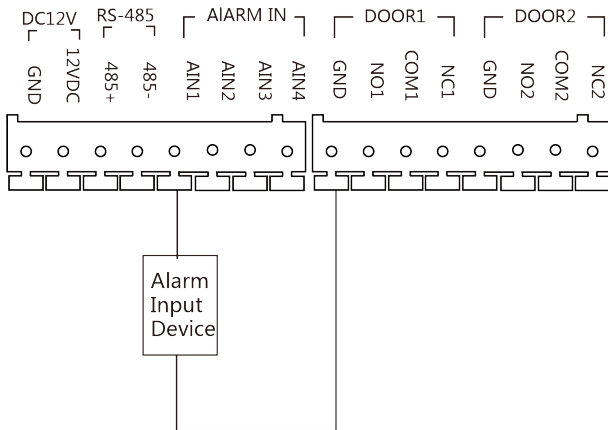 DC12V RS-485 AlARM IN DOOR1 DOOR2
GND 12VDC 485+ 485- AIN1 AIN2 AIN3 AIN4 GND NO1 COM1 NC1 GND NO2 COM2 NC2
Alarm
Input
Device